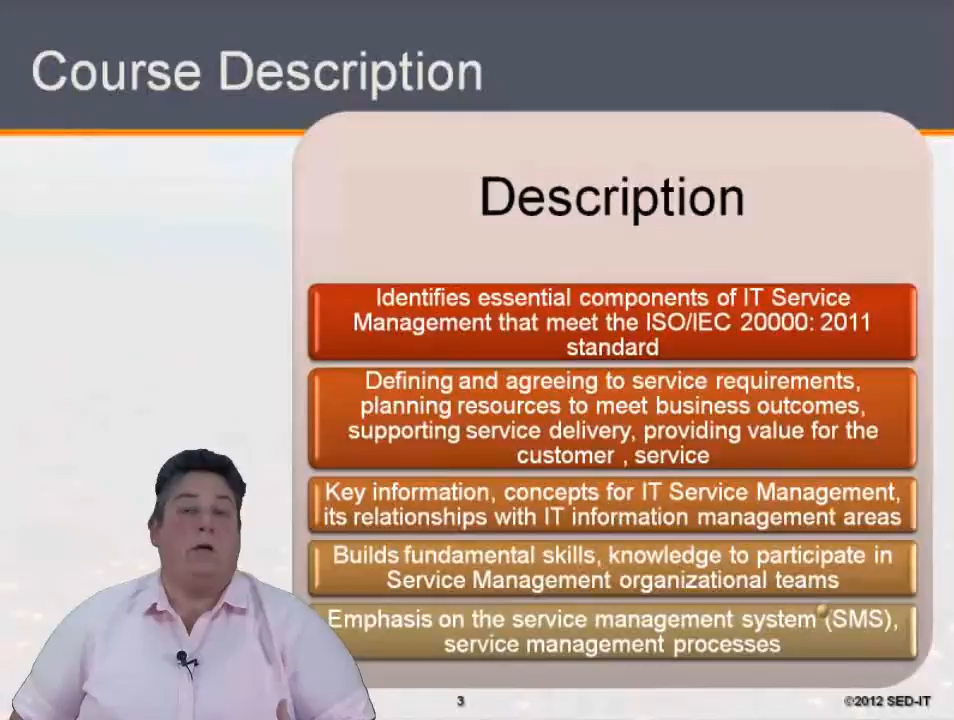 Course Description
Description
Identifies essential components of IT Service
Management that meet the ISO/IEC 20000: 2011
standard
Defining and agreeing to service requirements,
planning resources to meet business outcomes,
supporting service delivery, providing value for the
customer , service
Key information, concepts for IT Service Management,
its relationships with IT information management areas
Builds fundamental skills, knowledge to participate in
Service Management organizational teams
Emphasis on the service management system (SMS),
service management processes
3
©2012 SED-IT